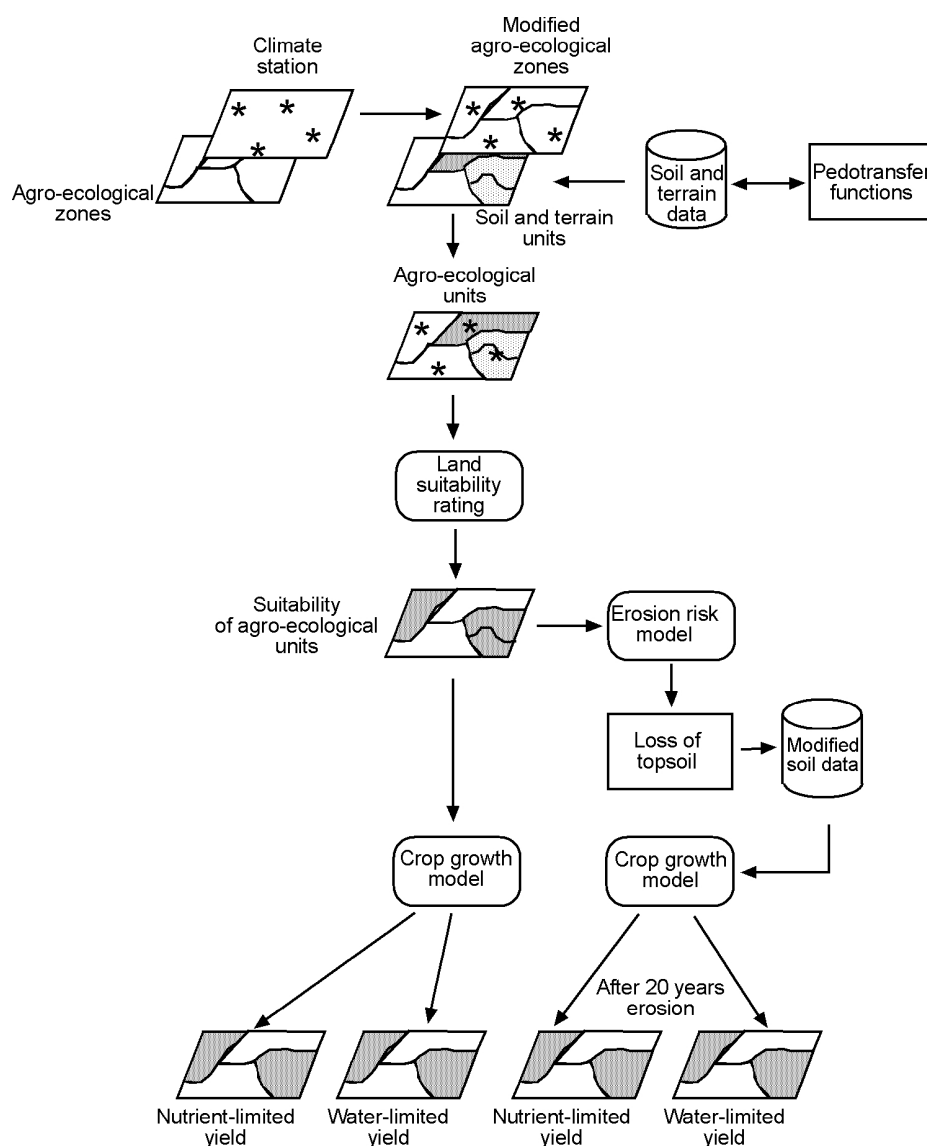 Climate
station
Modified
agro-ecological
zones
Agro-ecological
zones
Soil and
terrain
data
Pedotransfer
functions
Soil and terrain
units
Agro-ecological
units
Land
suitability
rating
Suitability
of agro-ecological
units
Erosion risk
model
Loss of
topsoil
Modified
soil data
Crop growth
model
Crop growth
model
After 20 years
erosion
Nutrient-limited
yield
Water-limited
yield
Nutrient-limited
yield
Water-limited
yield